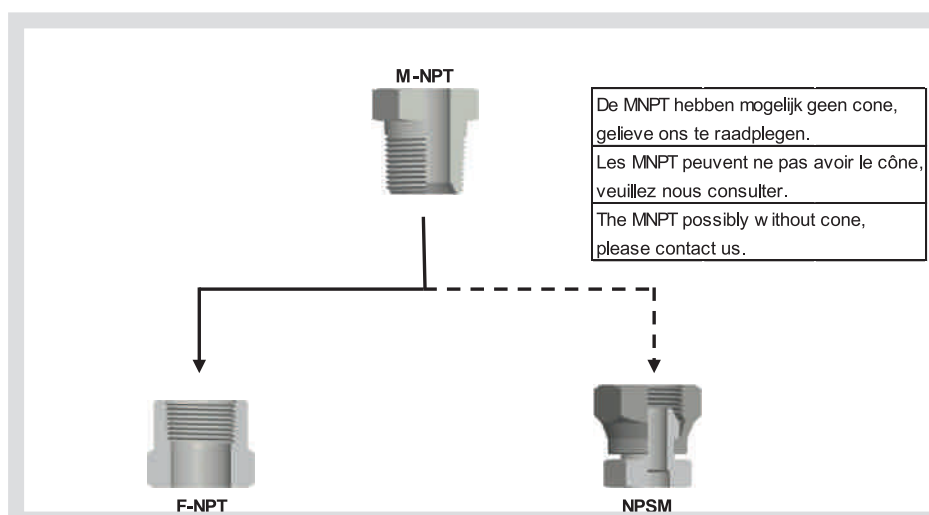 M-NPT
De MNPT hebben mogelijk geen cone,
gelieve ons te raadplegen.
Les MNPT peuvent ne pas avoir le cône,
veuillez nous consulter.
The MNPT possibly without cone,
please contact us.
F-NPT
NPSM